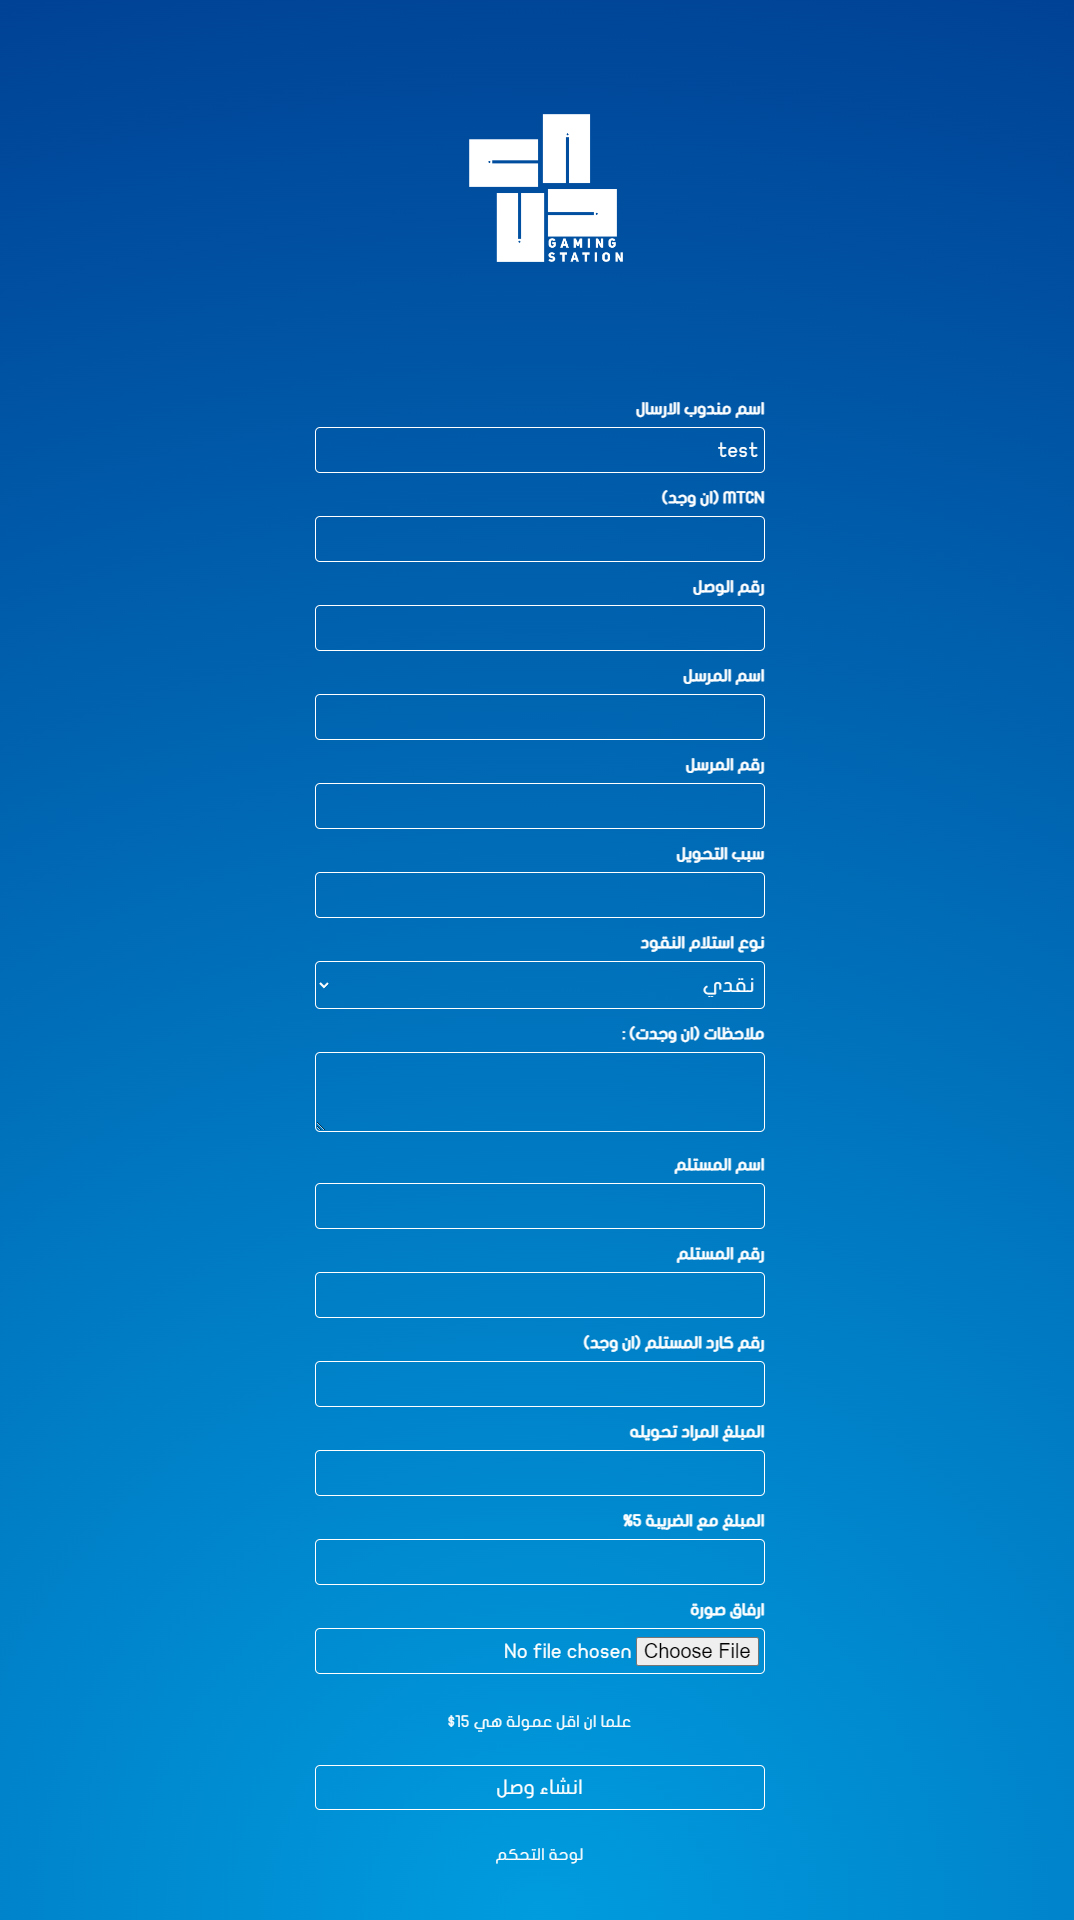 GAMING
STATION
اسم مندوب الارسال
test
MTCN (ان وجد)
رقم الوصل
اسم المرسل
رقم المرسل
سبب التحويل
نوع استلام النقود
نقدي
ملاحظات (ان وجدت) :
اسم المستلم
رقم المستلم
رقم كارد المستلم (ان وجد)
المبلغ المراد تحويله
المبلغ مع الضريبة 5%
ارفاق صورة
Choose File No file chosen
علما ان اقل عمولة هي 15$
انشاء وصل
لوحة التحكم